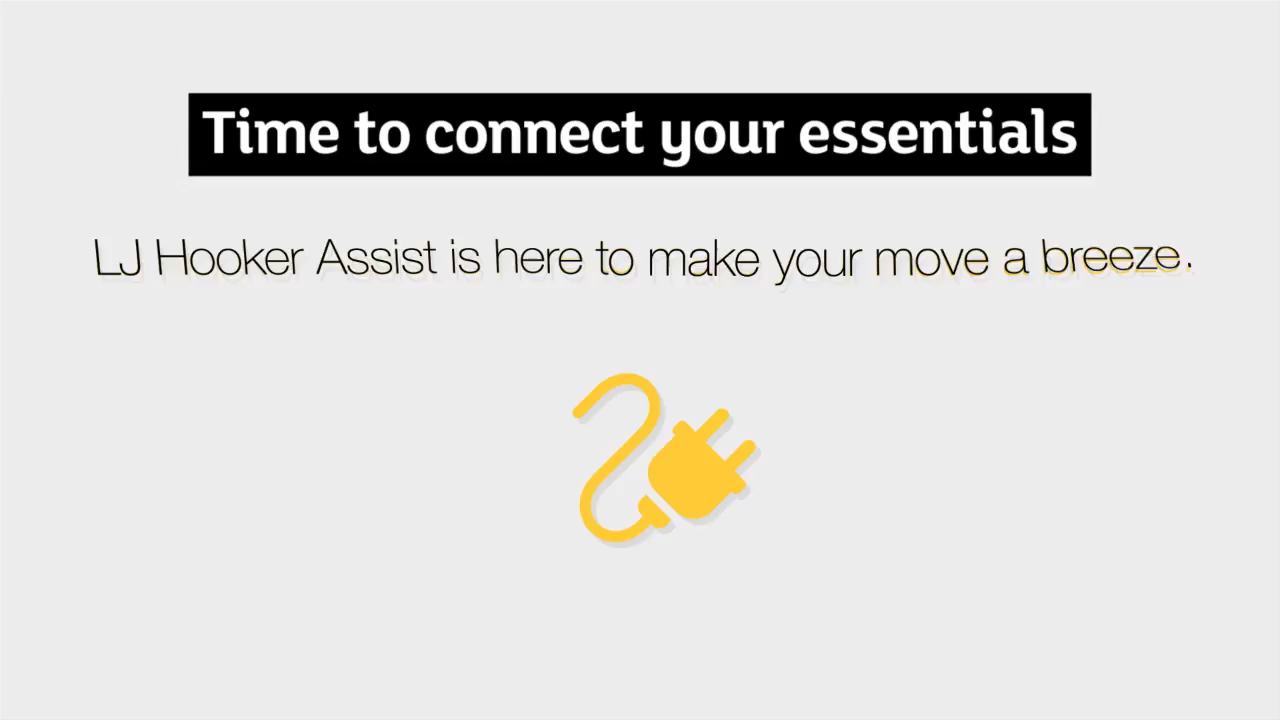 Time to connect your essentials
LJ Hooker Assist is here to make your move a breeze.